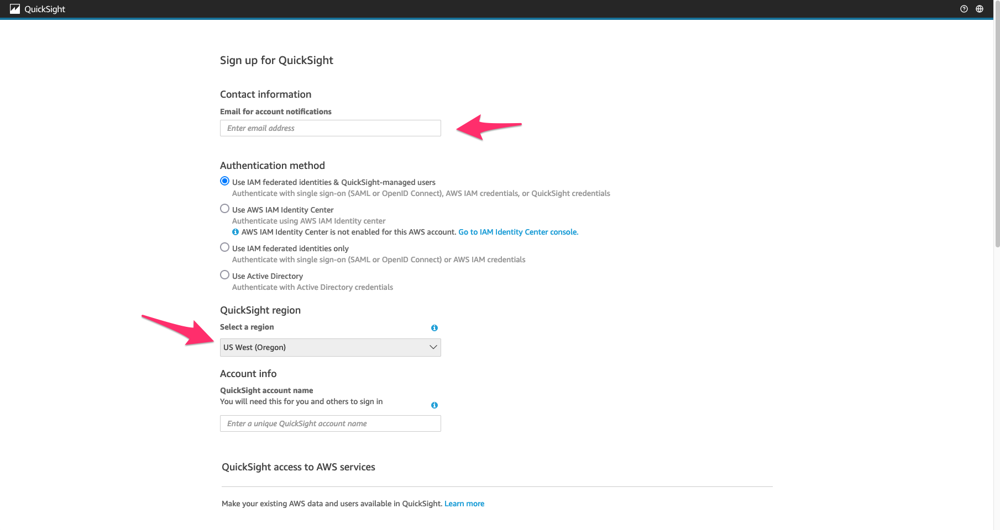 QuickSight
Sign up for QuickSight
Contact information
Email for account notifications
Enter email address
Authentication method
Use IAM federated identities & QuickSight-managed users
Authenticate with single sign-on (SAML or OpenID Connect), AWS IAM credentials, or QuickSight credentials
Use AWS IAM Identity Center
Authenticate using AWS IAM Identity center
AWS IAM Identity Center is not enabled for this AWS account. Go to IAM Identity Center console.
Use IAM federated identities only
Authenticate with single sign-on (SAML or OpenID Connect) or AWS IAM credentials
Use Active Directory
Authenticate with Active Directory credentials
QuickSight region
Select a region
US West (Oregon)
Account info
QuickSight account name
You will need this for you and others to sign in
Enter a unique QuickSight account name
QuickSight access to AWS services
Make your existing AWS data and users available in QuickSight. Learn more